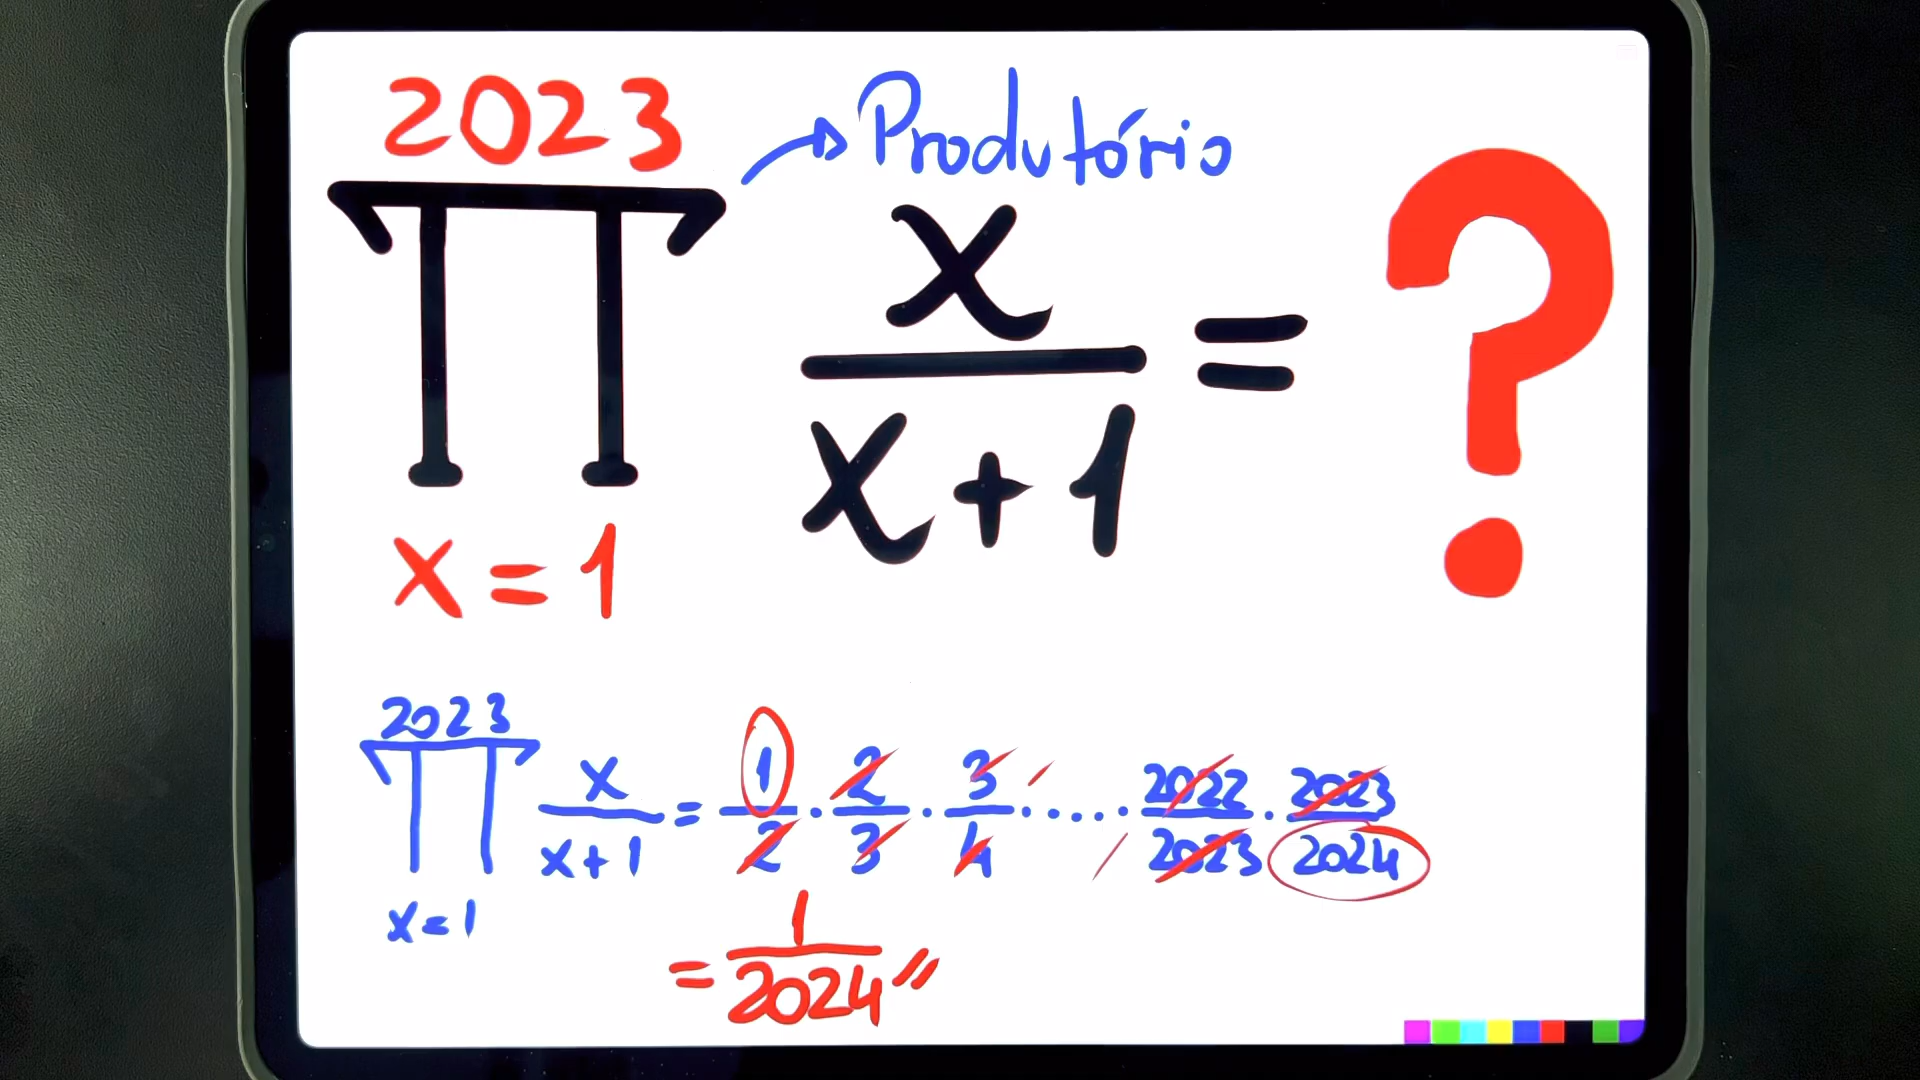 2023
∏ x/(x+1) = ?
x = 1
→ Produtório
2023
∏ x/(x+1) = 1/2 · 2/3 · 3/4 · .... · 2022/2023 · 2023/2024
x = 1
= 1/2024 //